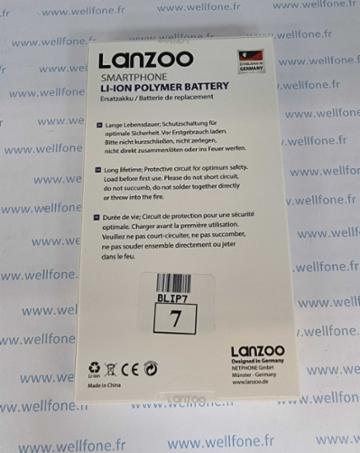 Lanzoo
SMARTPHONE
LI-ION POLYMER BATTERY
Ersatzakku / Batterie de replacement
GERMANY
Lange Lebensdauer; Schutzschaltung für
optimale Sicherheit. Vor Erstgebrauch laden.
Bitte nicht kurzschließen, nicht zerlegen,
nicht direkt zusammenlöten oder ins Feuer werfen.
Long lifetime; Protective circuit for optimum safety.
Load before first use. Please do not short circuit,
do not succumb, do not solder together directly
or throw into the fire.
Durée de vie; Circuit de protection pour une sécurité
optimale. Charger avant la première utilisation.
Veuillez ne pas court-circuiter, ne pas succomber,
ne pas souder ensemble directement ou jeter
dans le feu.
BLIP7
7
Li-ion
CE
Made in China
Lanzoo
Designed in Germany
NETPHONE GmbH
Münster · Germany
www.lanzoo.de
www.wellfone.fr